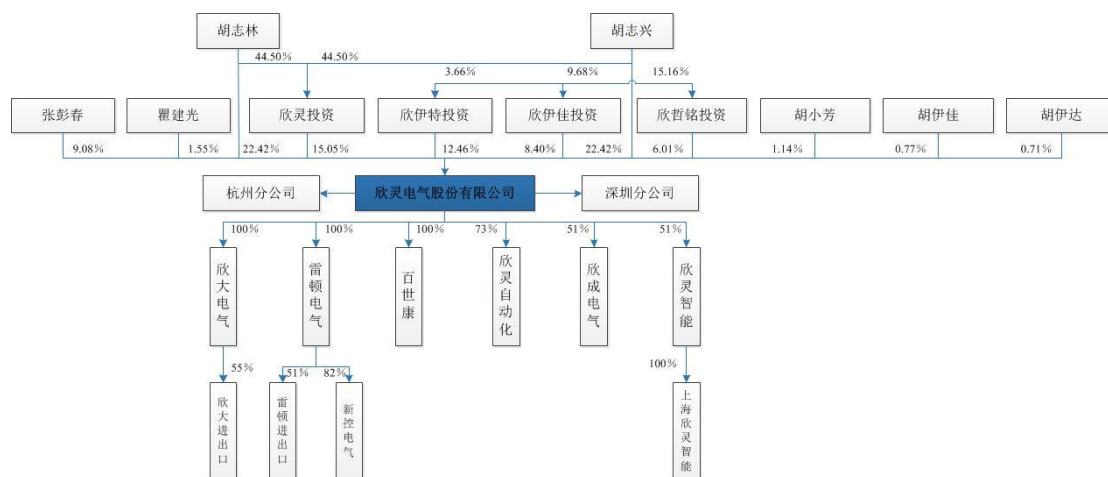 胡志林
胡志兴
44.50%
44.50%
3.66%
9.68%
15.16%
张彭春
瞿建光
欣灵投资
欣伊特投资
欣伊佳投资
欣哲铭投资
胡小芳
胡伊佳
胡伊达
9.08%
1.55%
22.42%
15.05%
12.46%
8.40%
22.42%
6.01%
1.14%
0.77%
0.71%
杭州分公司
欣灵电气股份有限公司
深圳分公司
100%
100%
100%
73%
51%
51%
欣大电气
雷顿电气
百世康
欣灵自动化
欣成电气
欣灵智能
55%
51%
82%
100%
欣大进出口
雷顿进出口
新控电气
上海欣灵智能